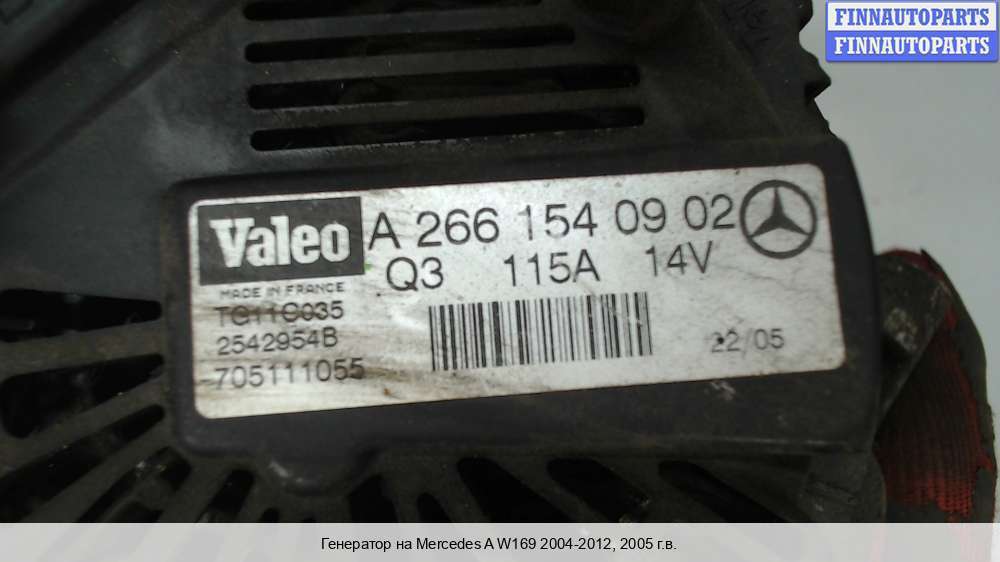 FINNAUTOPARTS
FINNAUTOPARTS
Valeo A 266 154 09 02
Q3 115A 14V
MADE IN FRANCE
TG11C035
2542954B
705111055
22/05
Генератор на Mercedes A W169 2004-2012, 2005 г.в.